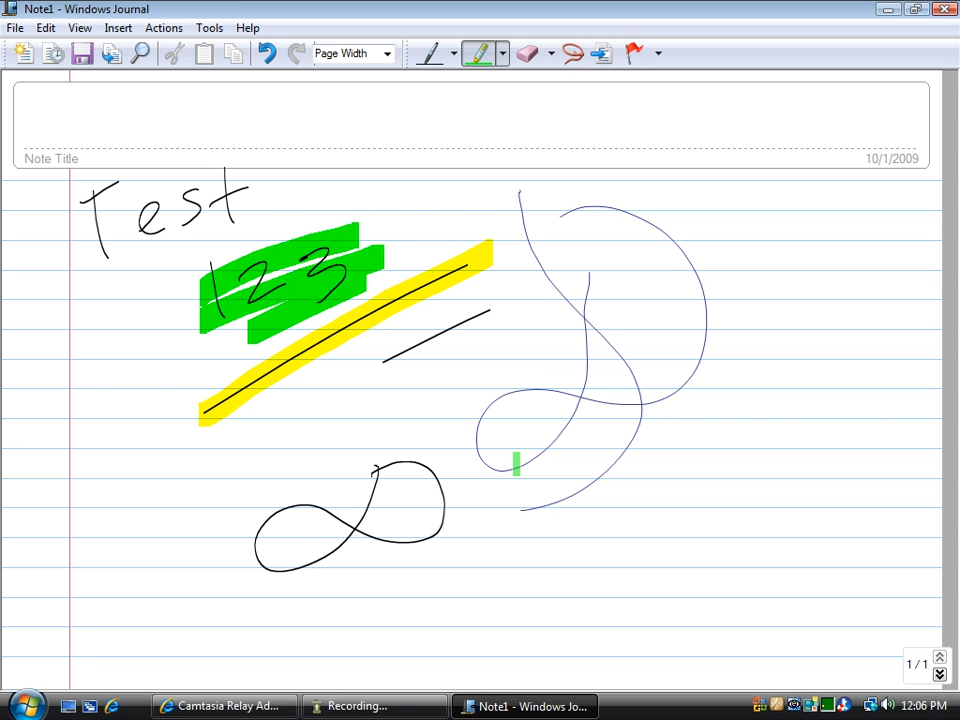 Note1 - Windows Journal
File Edit View Insert Actions Tools Help
Page Width
Note Title 10/1/2009
Test
123
1 / 1
Camtasia Relay Ad... Recording... Note1 - Windows Jo... 12:06 PM